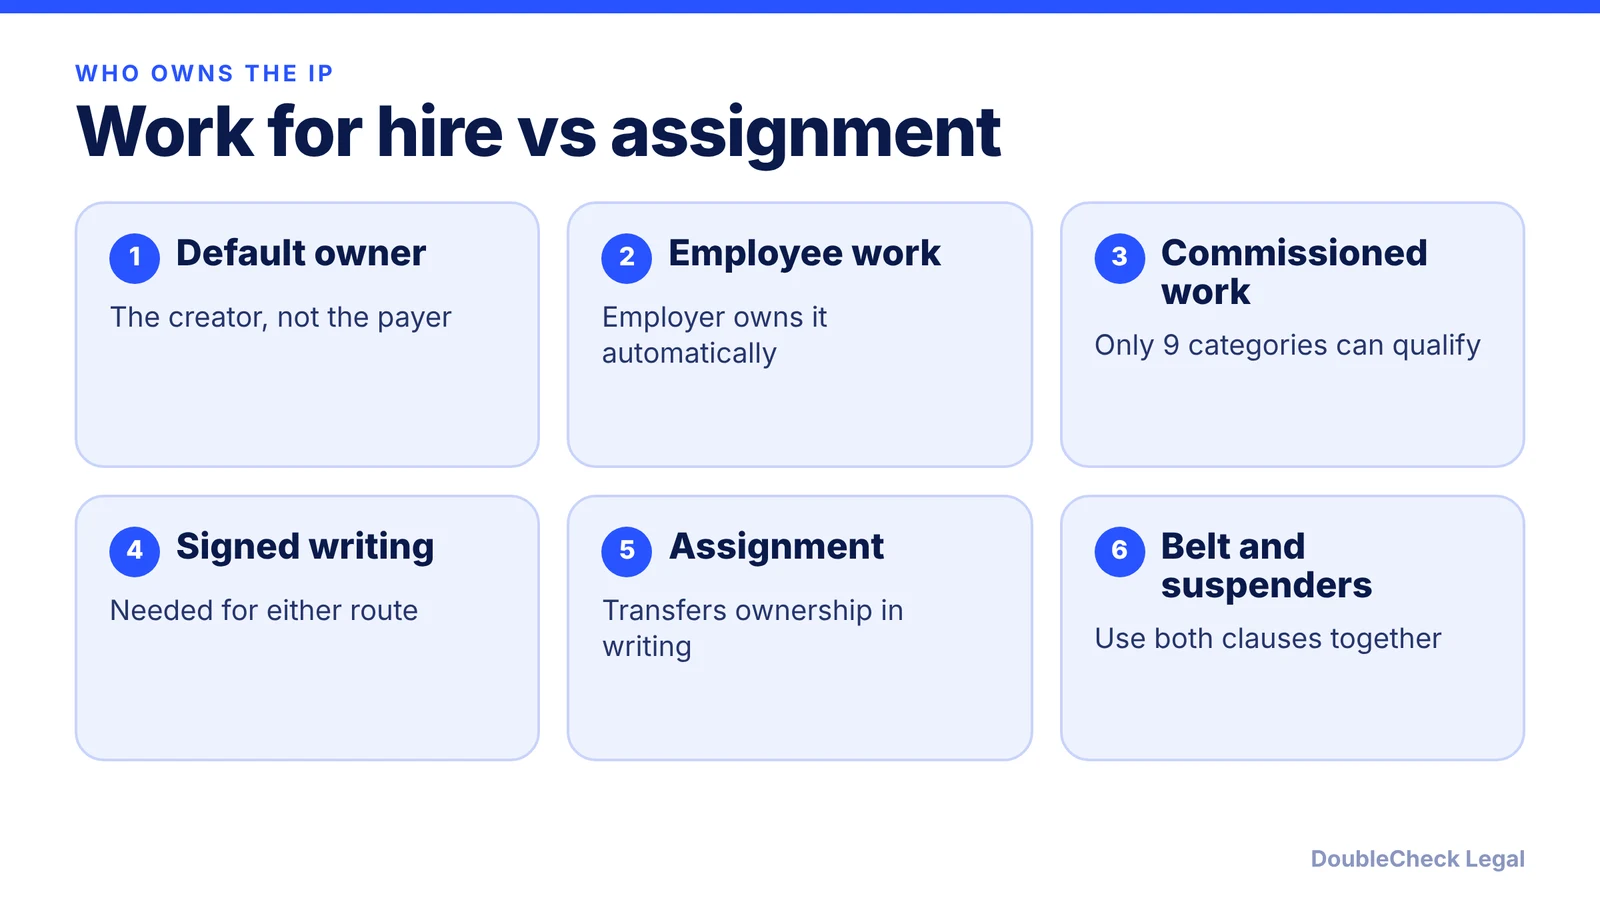 WHO OWNS THE IP
Work for hire vs assignment
1 Default owner
The creator, not the payer
2 Employee work
Employer owns it
automatically
3 Commissioned
work
Only 9 categories can qualify
4 Signed writing
Needed for either route
5 Assignment
Transfers ownership in
writing
6 Belt and
suspenders
Use both clauses together
DoubleCheck Legal